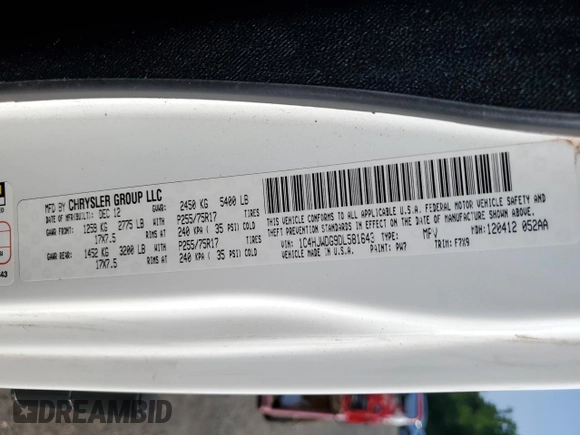 MFD BY CHRYSLER GROUP LLC
DATE OF MFR(BUILT): DEC 12
GVWR: 2450 KG 5400 LB
GAWR FRONT: 1259 KG 2775 LB WITH P255/75R17 TIRES
17X7.5 RIMS AT 240 KPA ( 35 PSI) COLD
GAWR REAR: 1452 KG 3200 LB WITH P255/75R17 TIRES
17X7.5 RIMS AT 240 KPA ( 35 PSI) COLD
THIS VEHICLE CONFORMS TO ALL APPLICABLE U.S.A. FEDERAL MOTOR VEHICLE SAFETY AND
THEFT PREVENTION STANDARDS IN EFFECT ON THE DATE OF MANUFACTURE SHOWN ABOVE.
VIN: 1C4HJWDG9DL581643 TYPE: MPV MDH:120412 052AA
VEHICLE MADE IN U.S.A. PAINT: PW7 TRIM: F7X9
DREAMBID